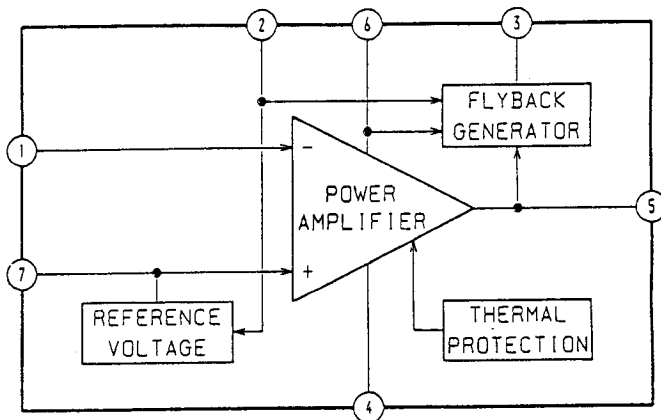 2
6
3
FLYBACK
GENERATOR
1
-
POWER
AMPLIFIER
5
7
+
REFERENCE
VOLTAGE
THERMAL
PROTECTION
4